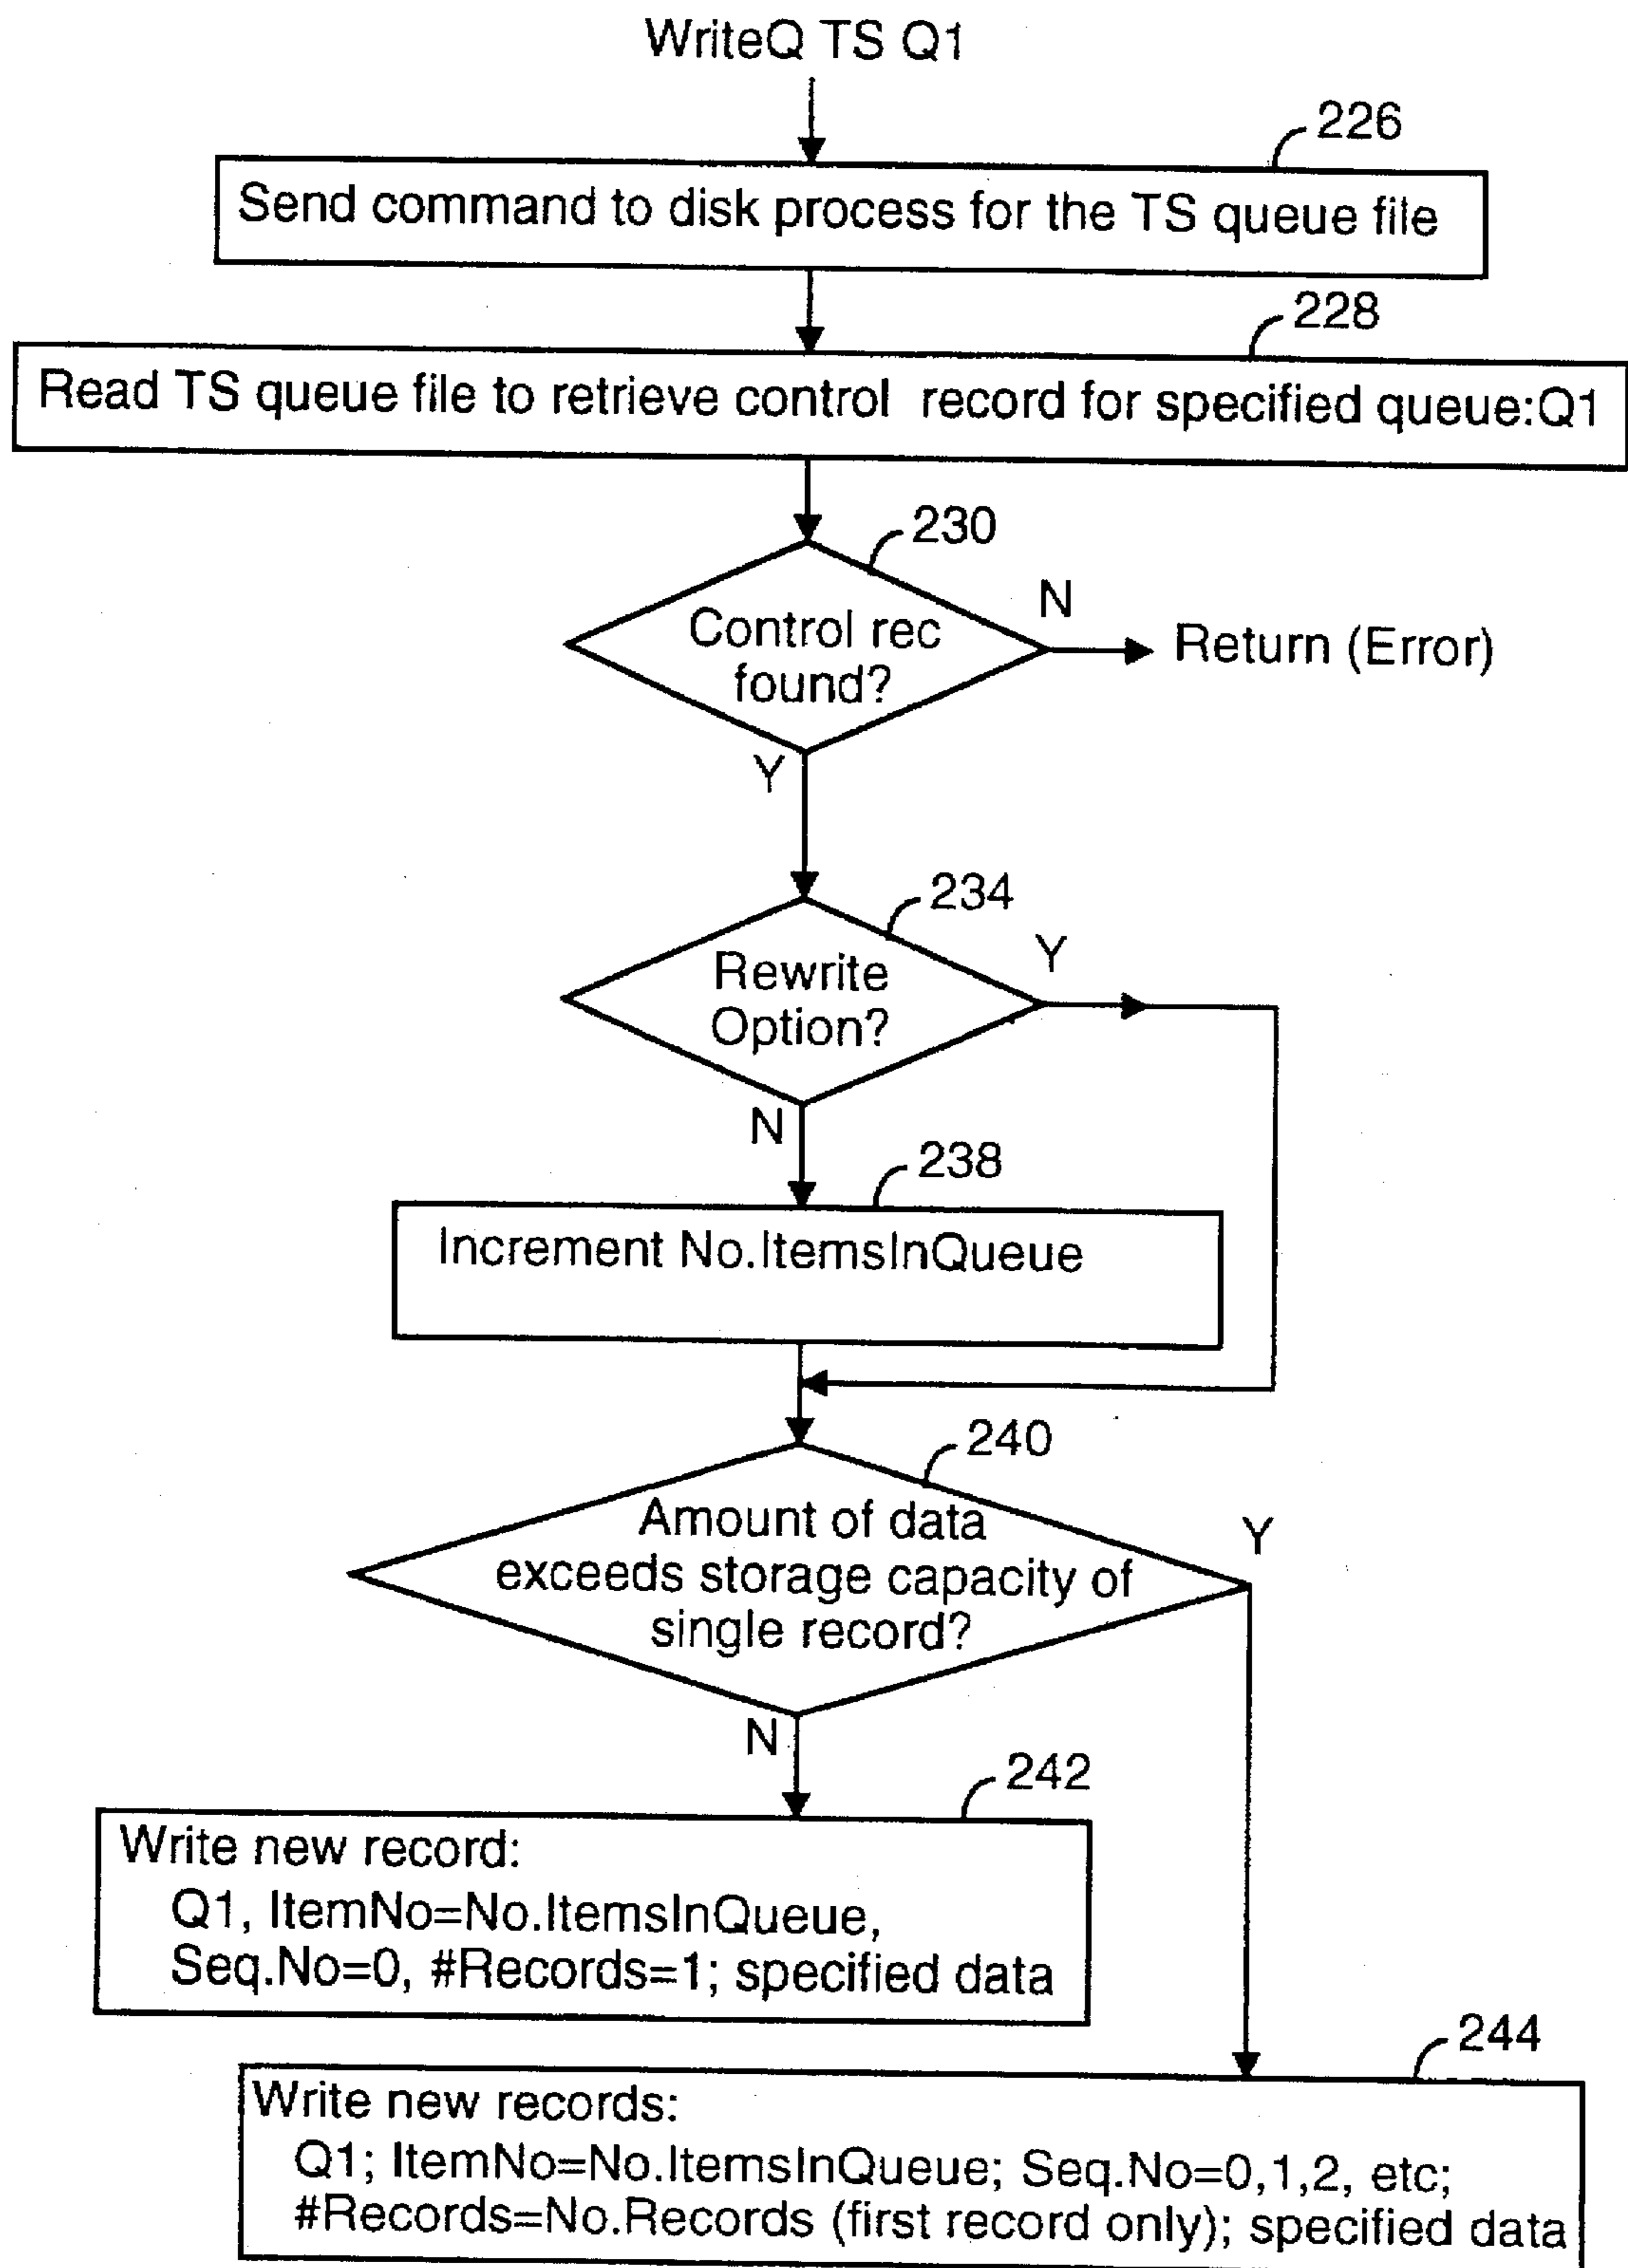 WriteQ TS Q1
226
Send command to disk process for the TS queue file
228
Read TS queue file to retrieve control record for specified queue:Q1
230
Control rec
found?
N
Return (Error)
Y
234
Rewrite
Option?
Y
N
238
Increment No.ItemsInQueue
240
Amount of data
exceeds storage capacity of
single record?
Y
N
242
Write new record:
Q1, ItemNo=No.ItemsInQueue,
Seq.No=0, #Records=1; specified data
244
Write new records:
Q1; ItemNo=No.ItemsInQueue; Seq.No=0,1,2, etc;
#Records=No.Records (first record only); specified data